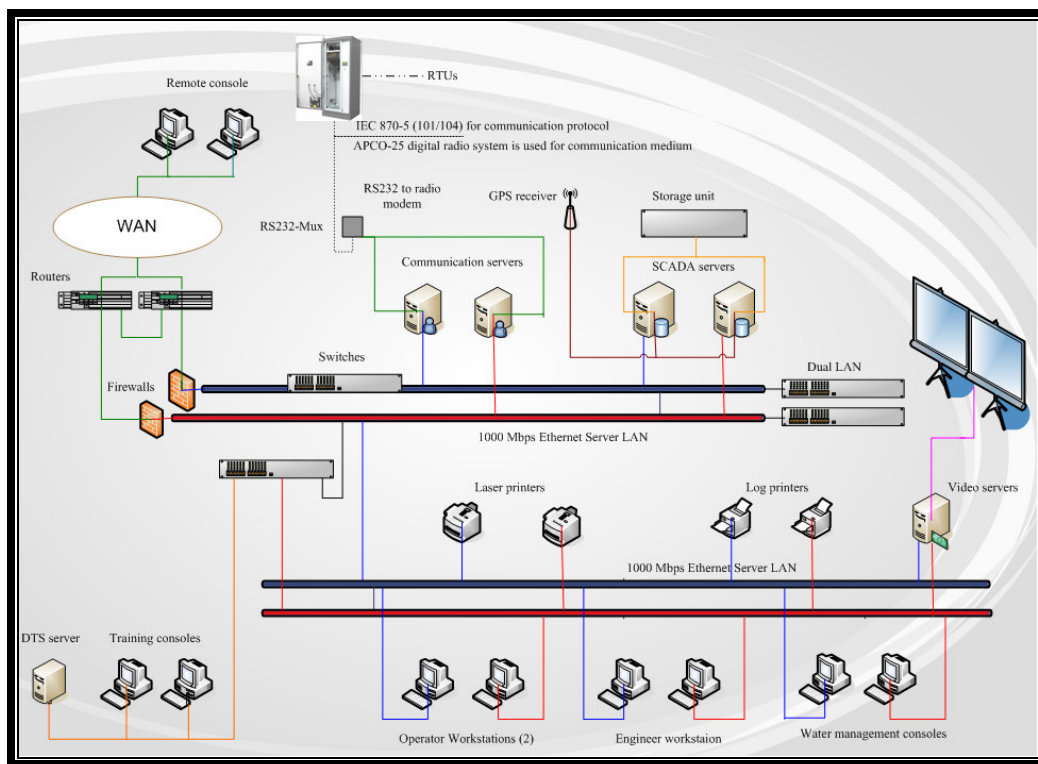 RTUs
Remote console
IEC 870-5 (101/104) for communication protocol
APCO-25 digital radio system is used for communication medium
RS232 to radio
modem
GPS receiver
Storage unit
WAN
RS232-Mux
Communication servers
SCADA servers
Routers
Switches
Dual LAN
Firewalls
1000 Mbps Ethernet Server LAN
Laser printers
Log printers
Video servers
1000 Mbps Ethernet Server LAN
DTS server
Training consoles
Operator Workstations (2)
Engineer workstaion
Water management consoles